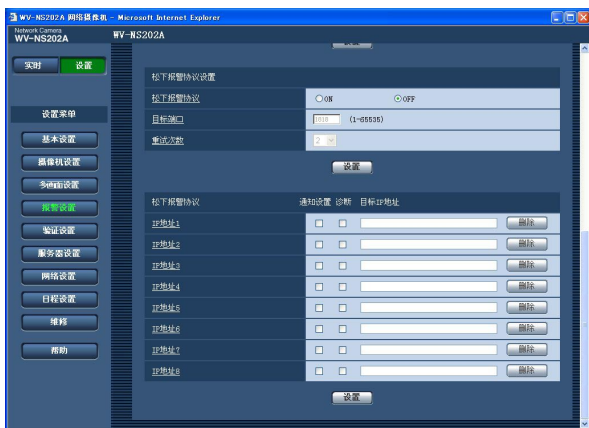 WV-NS202A 网络摄像机 - Microsoft Internet Explorer
Network Camera
WV-NS202A
WV-NS202A
实时 设置
设置菜单
基本设置
摄像机设置
多画面设置
报警设置
验证设置
服务器设置
网络设置
日程设置
维修
帮助
松下报警协议设置
松下报警协议 ON OFF
目标端口 1818 (1-65535)
重试次数 2
设置
松下报警协议 通知设置 诊断 目标IP地址
IP地址1 删除
IP地址2 删除
IP地址3 删除
IP地址4 删除
IP地址5 删除
IP地址6 删除
IP地址7 删除
IP地址8 删除
设置